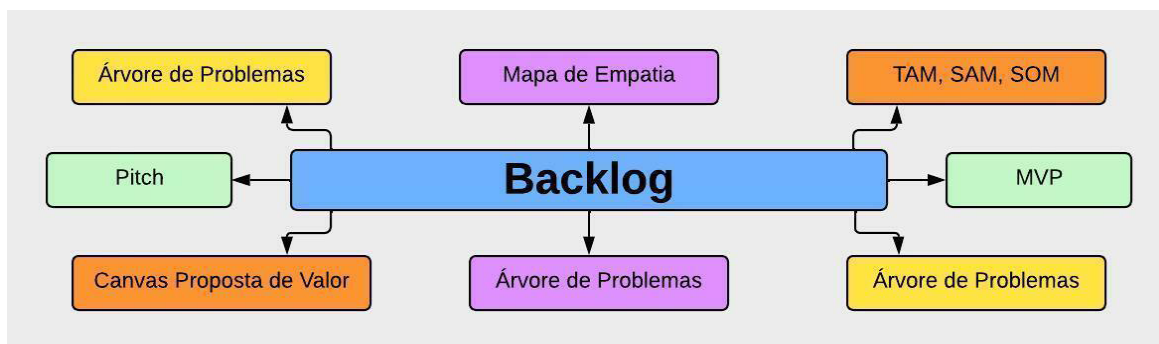 Árvore de Problemas
Mapa de Empatia
TAM, SAM, SOM
Pitch
Backlog
MVP
Canvas Proposta de Valor
Árvore de Problemas
Árvore de Problemas